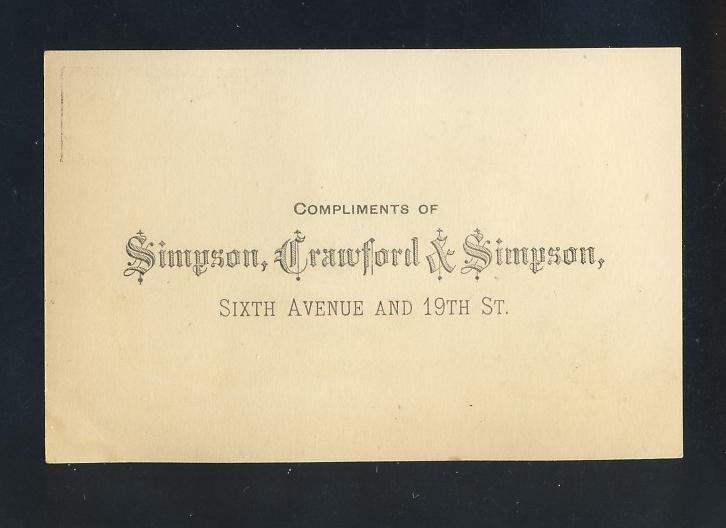 COMPLIMENTS OF
Simpson, Crawford & Simpson,
SIXTH AVENUE AND 19TH ST.